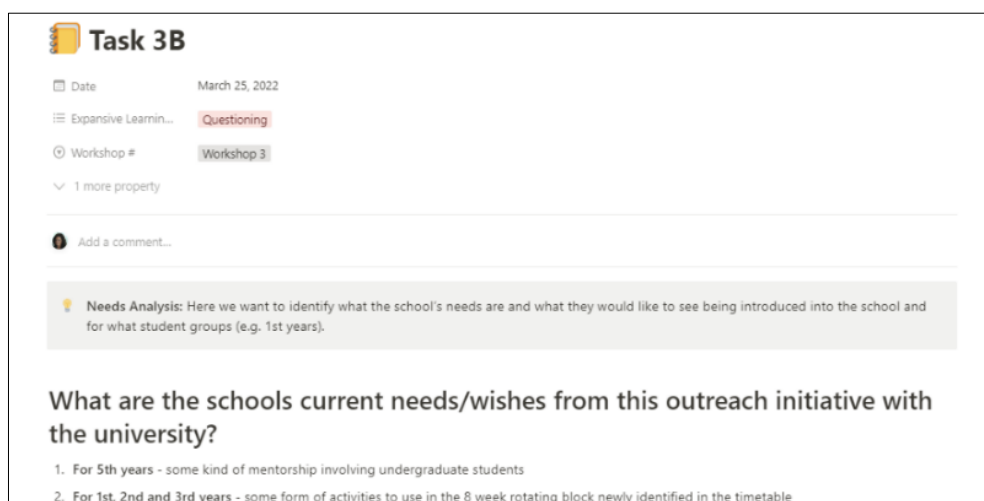 Task 3B
Date March 25, 2022
Expansive Learnin... Questioning
Workshop # Workshop 3
1 more property
Add a comment...
Needs Analysis: Here we want to identify what the school's needs are and what they would like to see being introduced into the school and
for what student groups (e.g. 1st years).
What are the schools current needs/wishes from this outreach initiative with
the university?
1. For 5th years - some kind of mentorship involving undergraduate students
2. For 1st, 2nd and 3rd years - some form of activities to use in the 8 week rotating block newly identified in the timetable